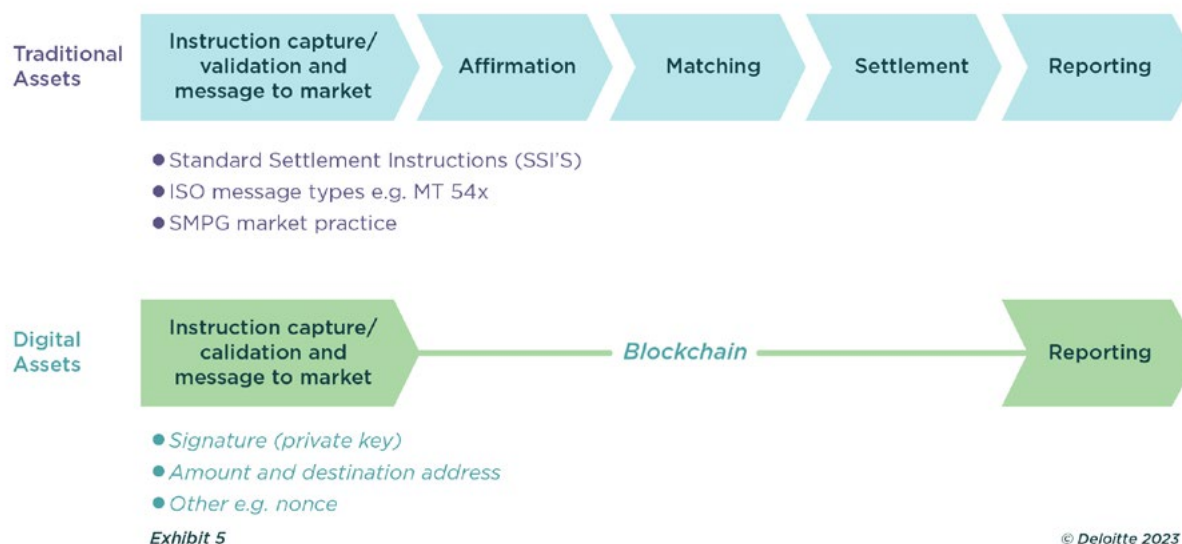 Traditional
Assets
Instruction capture/
validation and
message to market
Affirmation
Matching
Settlement
Reporting
● Standard Settlement Instructions (SSI'S)
● ISO message types e.g. MT 54x
● SMPG market practice
Digital
Assets
Instruction capture/
calidation and
message to market
Blockchain
Reporting
● Signature (private key)
● Amount and destination address
● Other e.g. nonce
Exhibit 5
© Deloitte 2023